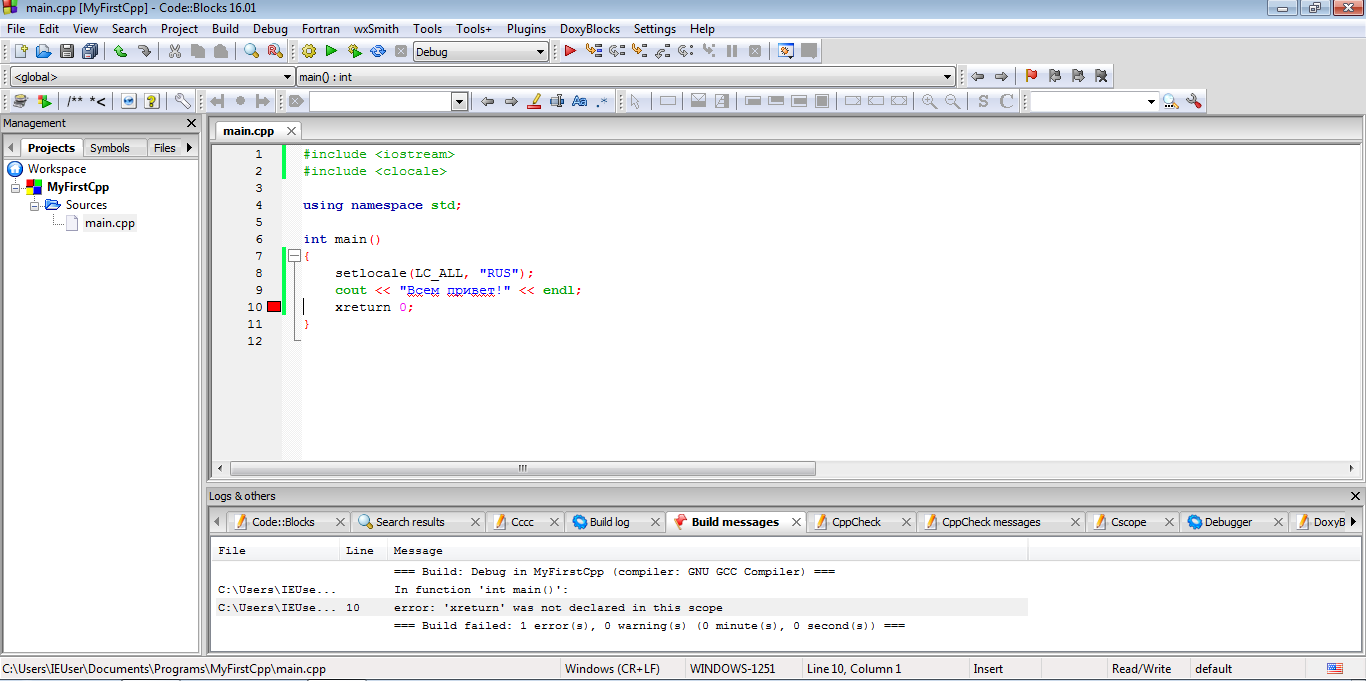 main.cpp [MyFirstCpp] - Code::Blocks 16.01
File Edit View Search Project Build Debug Fortran wxSmith Tools Tools+ Plugins DoxyBlocks Settings Help
Debug
<global> main() : int
/** *< ? Aa .* S C
Management
Projects Symbols Files
Workspace
MyFirstCpp
Sources
main.cpp
main.cpp
1 #include <iostream>
2 #include <clocale>
3
4 using namespace std;
5
6 int main()
7 {
8 setlocale(LC_ALL, "RUS");
9 cout << "Всем привет!" << endl;
10 xreturn 0;
11 }
12
Logs & others
Code::Blocks Search results Cccc Build log Build messages CppCheck CppCheck messages Cscope Debugger DoxyB
File Line Message
=== Build: Debug in MyFirstCpp (compiler: GNU GCC Compiler) ===
C:\Users\IEUse... In function 'int main()':
C:\Users\IEUse... 10 error: 'xreturn' was not declared in this scope
=== Build failed: 1 error(s), 0 warning(s) (0 minute(s), 0 second(s)) ===
C:\Users\IEUser\Documents\Programs\MyFirstCpp\main.cpp Windows (CR+LF) WINDOWS-1251 Line 10, Column 1 Insert Read/Write default